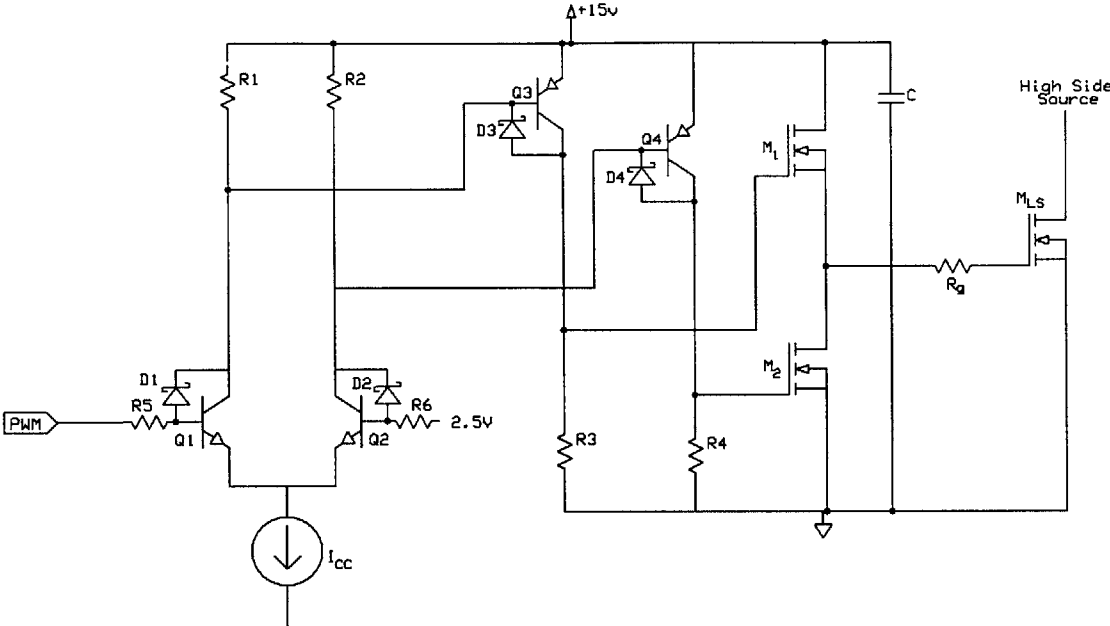 +15v
R1
R2
Q3
D3
Q4
D4
M1
C
High Side
Source
MLS
Rg
D1
D2
M2
PWM
R5
Q1
Q2
R6
2.5V
R3
R4
ICC